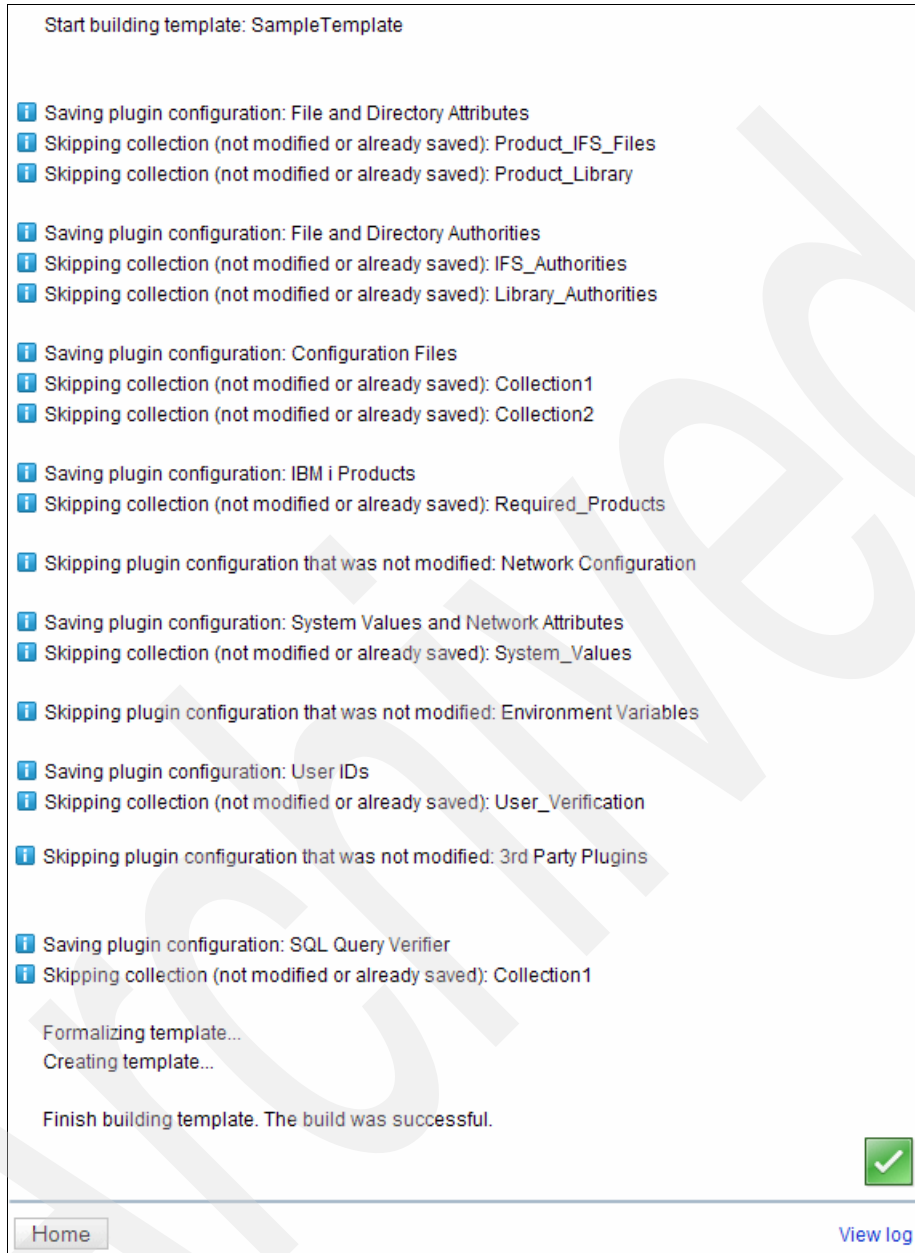 Start building template: SampleTemplate
Saving plugin configuration: File and Directory Attributes
Skipping collection (not modified or already saved): Product_IFS_Files
Skipping collection (not modified or already saved): Product_Library
Saving plugin configuration: File and Directory Authorities
Skipping collection (not modified or already saved): IFS_Authorities
Skipping collection (not modified or already saved): Library_Authorities
Saving plugin configuration: Configuration Files
Skipping collection (not modified or already saved): Collection1
Skipping collection (not modified or already saved): Collection2
Saving plugin configuration: IBM i Products
Skipping collection (not modified or already saved): Required_Products
Skipping plugin configuration that was not modified: Network Configuration
Saving plugin configuration: System Values and Network Attributes
Skipping collection (not modified or already saved): System_Values
Skipping plugin configuration that was not modified: Environment Variables
Saving plugin configuration: User IDs
Skipping collection (not modified or already saved): User_Verification
Skipping plugin configuration that was not modified: 3rd Party Plugins
Saving plugin configuration: SQL Query Verifier
Skipping collection (not modified or already saved): Collection1
Formalizing template...
Creating template...
Finish building template. The build was successful.
Home
View log
Archived